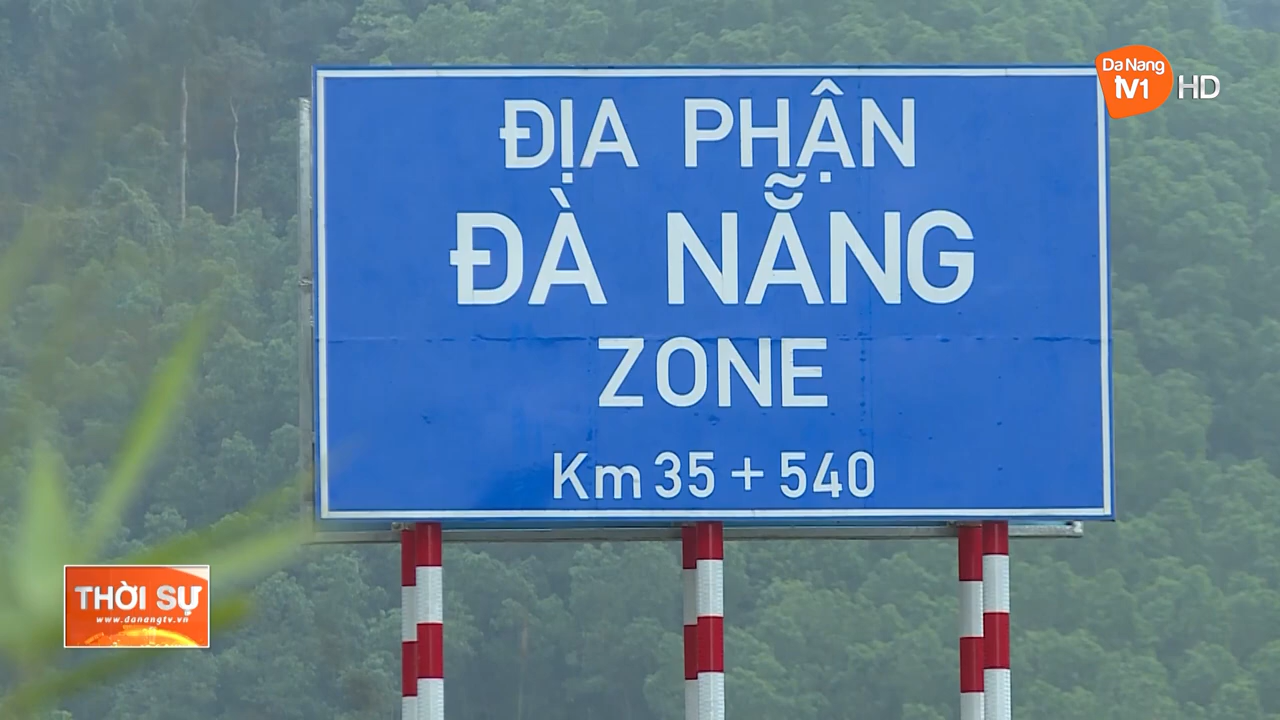 Da Nang
TV1 HD
ĐỊA PHẬN
ĐÀ NẴNG
ZONE
Km 35 + 540
THỜI SỰ
www.danangtv.vn